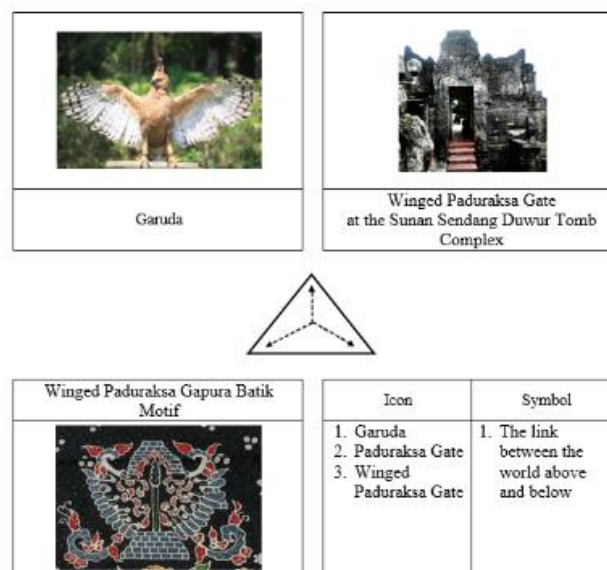 Garuda
Winged Paduraksa Gate
at the Sunan Sendang Duwur Tomb
Complex
Winged Paduraksa Gapura Batik
Motif
Icon
Symbol
1. Garuda
2. Paduraksa Gate
3. Winged
Paduraksa Gate
1. The link
between the
world above
and below